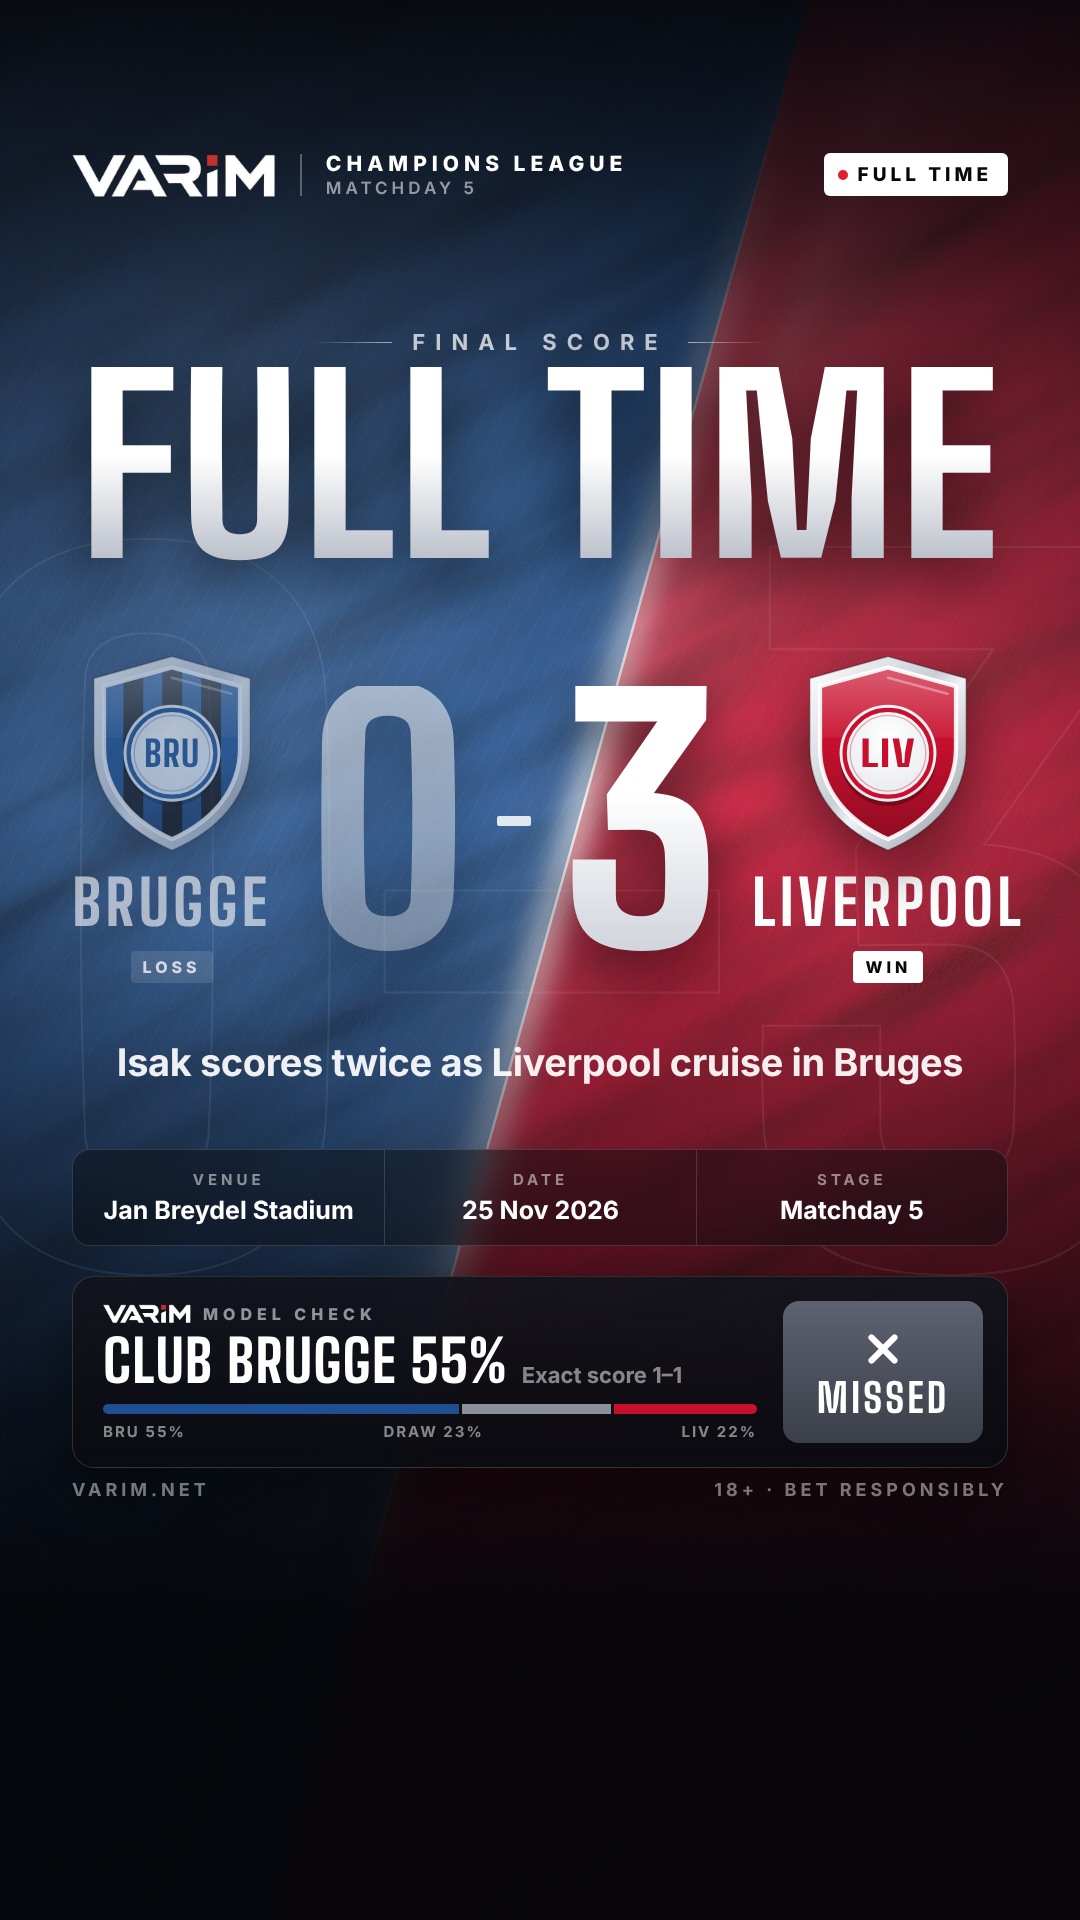 VARiM
CHAMPIONS LEAGUE
MATCHDAY 5
FULL TIME
FINAL SCORE
FULL TIME
BRU
0 - 3
LIV
BRUGGE
LIVERPOOL
LOSS
WIN
Isak scores twice as Liverpool cruise in Bruges
VENUE
Jan Breydel Stadium
DATE
25 Nov 2026
STAGE
Matchday 5
VARiM MODEL CHECK
CLUB BRUGGE 55% Exact score 1–1
BRU 55% DRAW 23% LIV 22%
MISSED
VARIM.NET
18+ · BET RESPONSIBLY